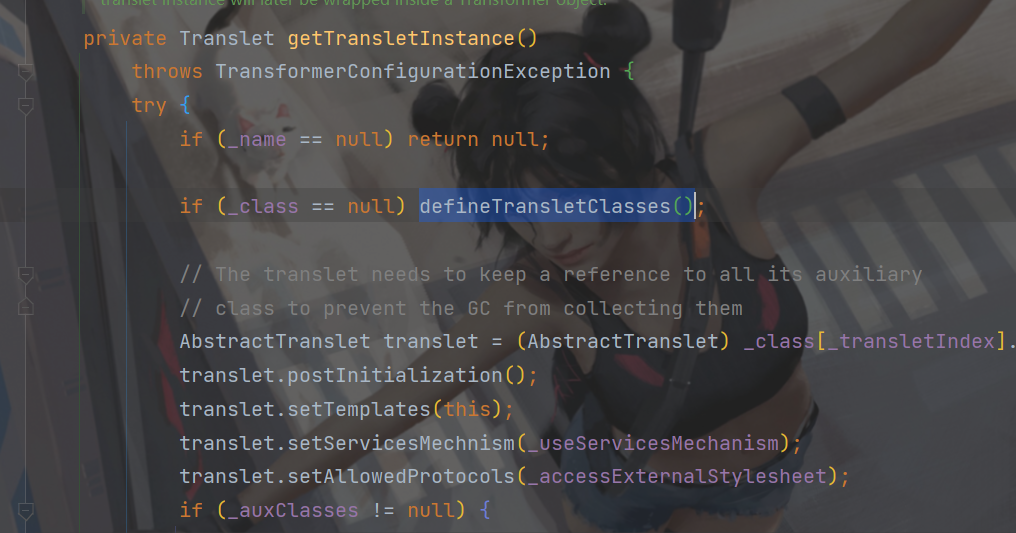 translet instance will later be wrapped inside a Transformer object.
private Translet getTransletInstance()
throws TransformerConfigurationException {
try {
if (_name == null) return null;
if (_class == null) defineTransletClasses();
// The translet needs to keep a reference to all its auxiliary
// class to prevent the GC from collecting them
AbstractTranslet translet = (AbstractTranslet) _class[_transletIndex].
translet.postInitialization();
translet.setTemplates(this);
translet.setServicesMechnism(_useServicesMechanism);
translet.setAllowedProtocols(_accessExternalStylesheet);
if (_auxClasses != null) {